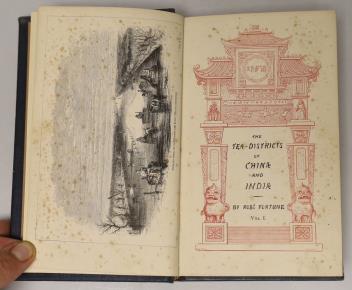 THE
TEA-DISTRICTS
OF
CHINA
AND
INDIA
BY ROBT FORTUNE
VOL. I.